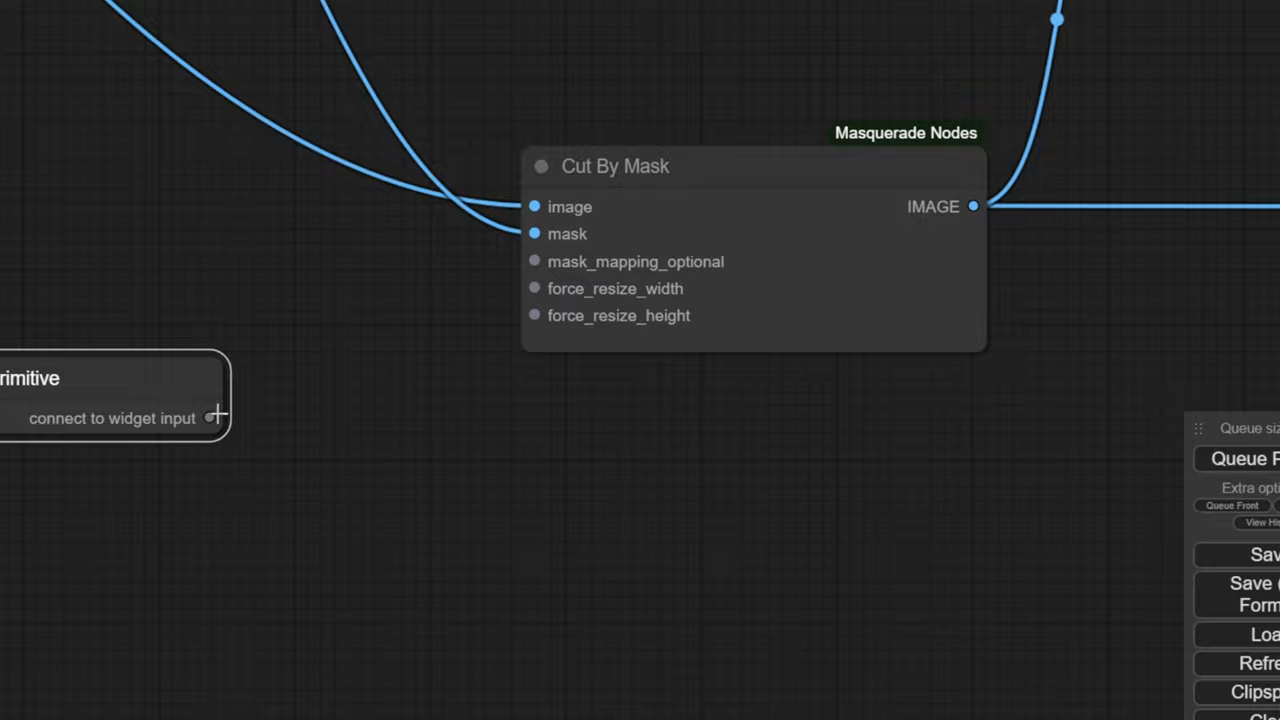 Masquerade Nodes
Cut By Mask
image
IMAGE
mask
mask_mapping_optional
force_resize_width
force_resize_height
rimitive
connect to widget input
Queue siz
Queue P
Extra opti
Queue Front
View His
Sav
Save (
Form
Loa
Refre
Clipsp